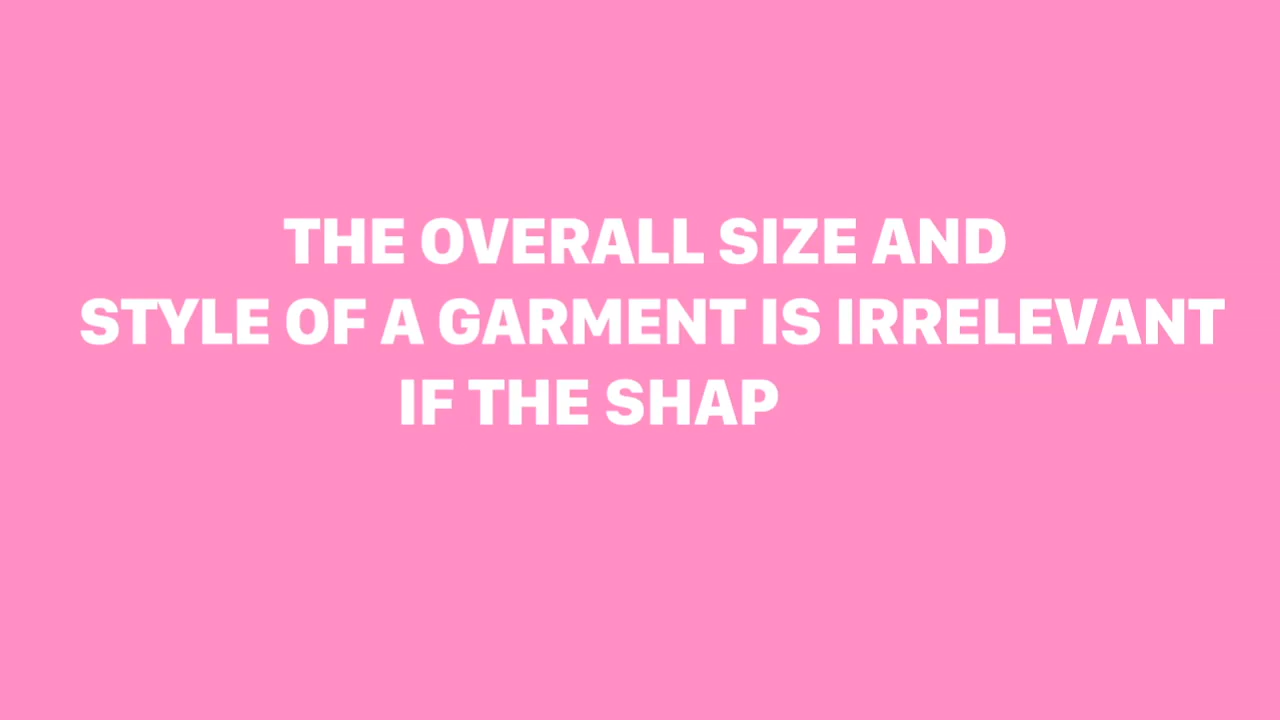 THE OVERALL SIZE AND
STYLE OF A GARMENT IS IRRELEVANT
IF THE SHAP